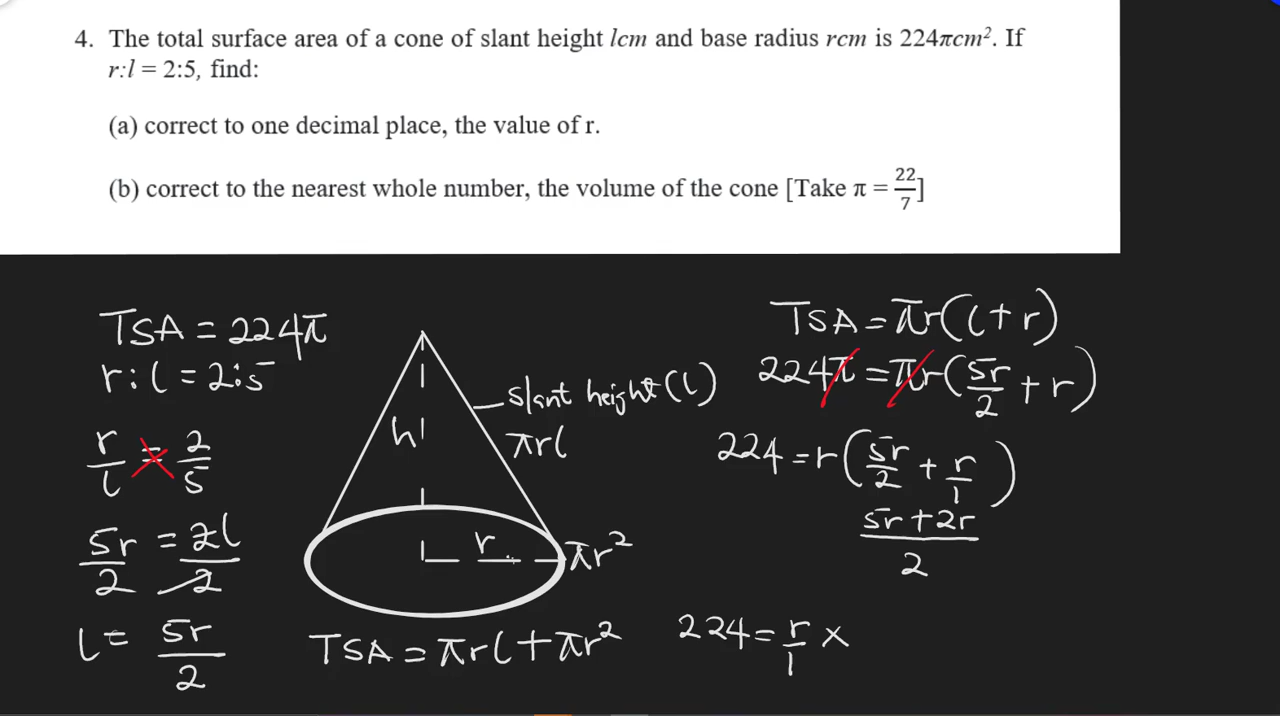 4. The total surface area of a cone of slant height lcm and base radius rcm is 224πcm². If
r:l = 2:5, find:
(a) correct to one decimal place, the value of r.
(b) correct to the nearest whole number, the volume of the cone [Take π = 22/7]
TSA = 224π
r:l = 2:5
r/l = 2/5
5r/2 = 2l/2
l = 5r/2
h
slant height (l)
πrl
r
πr²
TSA = πrl + πr²
TSA = πr(l + r)
224π = πr(5r/2 + r)
224 = r(5r/2 + r/1)
5r + 2r/2
224 = r/1 ×